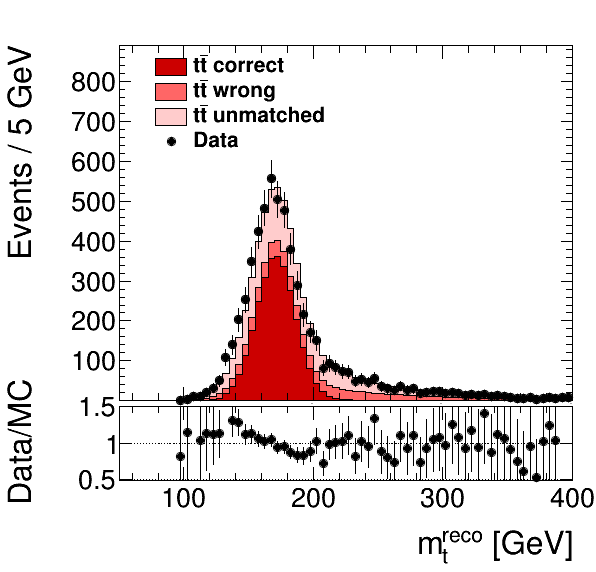 Events / 5 GeV
800
700
600
500
400
300
200
100
tt̄ correct
tt̄ wrong
tt̄ unmatched
Data
Data/MC
1.5
1
0.5
100 200 300 400
m_t^reco [GeV]